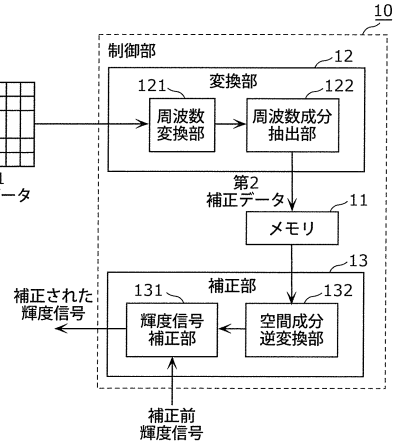 10
制御部
12
変換部
121
122
周波数
変換部
周波数成分
抽出部
1
ータ
第2
補正データ
11
メモリ
13
補正部
補正された
輝度信号
131
132
輝度信号
補正部
空間成分
逆変換部
補正前
輝度信号